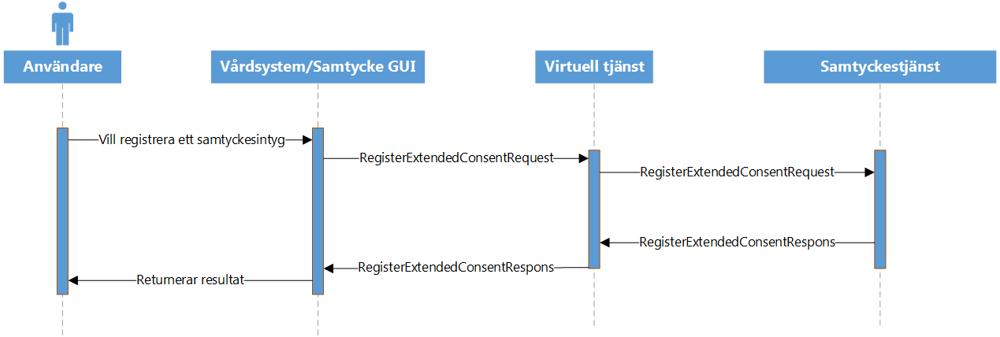 Användare
Vårdsystem/Samtycke GUI
Virtuell tjänst
Samtyckestjänst
Vill registrera ett samtyckesintyg
RegisterExtendedConsentRequest
RegisterExtendedConsentRequest
RegisterExtendedConsentRespons
RegisterExtendedConsentRespons
Returnerar resultat